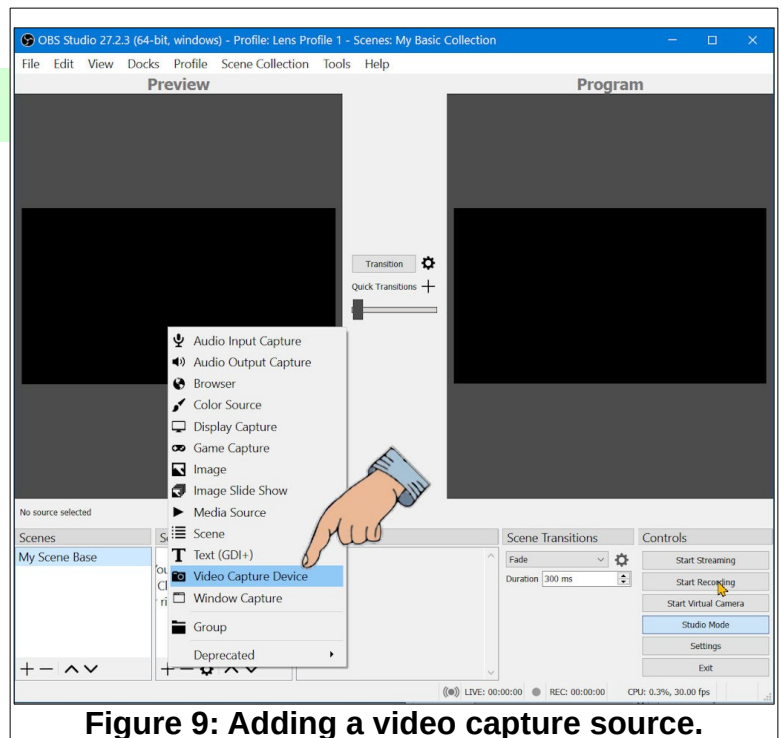 OBS Studio 27.2.3 (64-bit, windows) - Profile: Lens Profile 1 - Scenes: My Basic Collection
File Edit View Docks Profile Scene Collection Tools Help
Preview
Program
Transition
Quick Transitions
Audio Input Capture
Audio Output Capture
Browser
Color Source
Display Capture
Game Capture
Image
Image Slide Show
Media Source
Scene
Text (GDI+)
Video Capture Device
Window Capture
Group
Deprecated
No source selected
Scenes
My Scene Base
Scene Transitions
Fade
Duration 300 ms
Controls
Start Streaming
Start Recording
Start Virtual Camera
Studio Mode
Settings
Exit
LIVE: 00:00:00 REC: 00:00:00 CPU: 0.3%, 30.00 fps
Figure 9: Adding a video capture source.